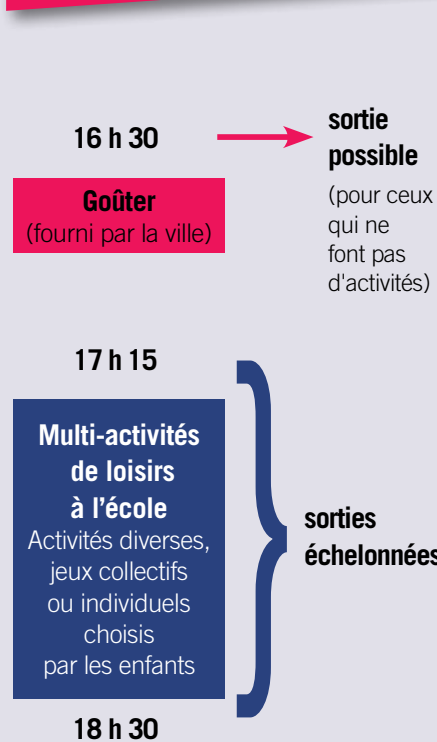 16 h 30
sortie
possible
(pour ceux
qui ne
font pas
d'activités)
Goûter
(fourni par la ville)
17 h 15
Multi-activités
de loisirs
à l'école
Activités diverses,
jeux collectifs
ou individuels
choisis
par les enfants
sorties
échelonnées
18 h 30